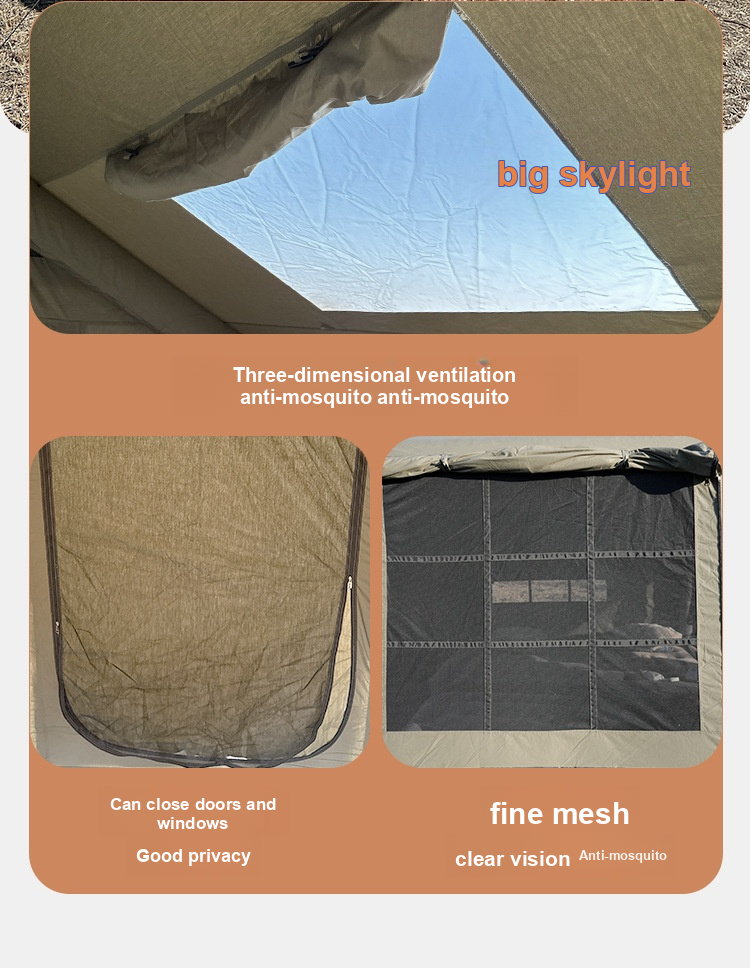 big skylight
Three-dimensional ventilation
anti-mosquito anti-mosquito
Can close doors and
windows
Good privacy
fine mesh
clear vision Anti-mosquito